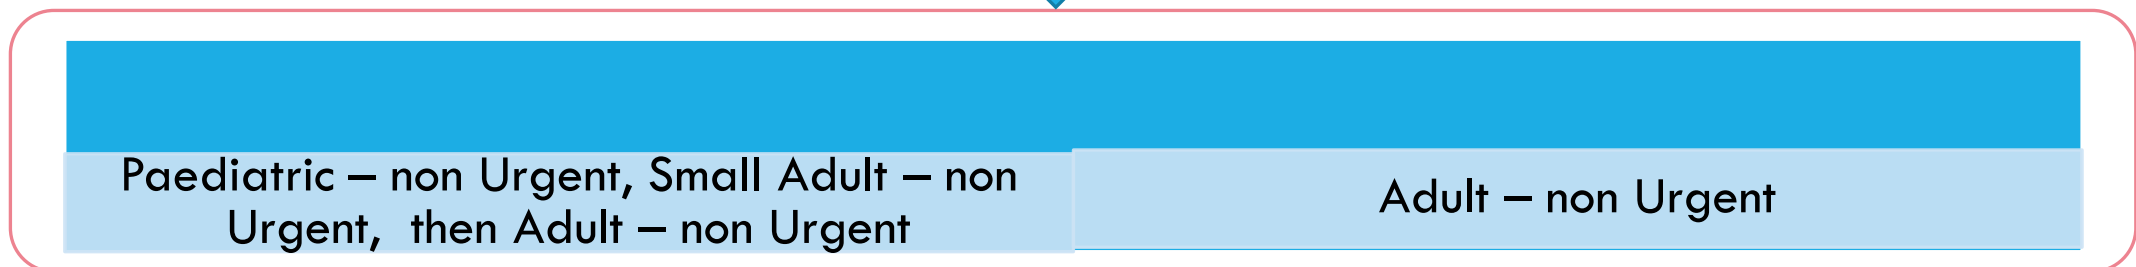 Paediatric – non Urgent, Small Adult – non
Urgent,  then Adult – non Urgent
Adult – non Urgent